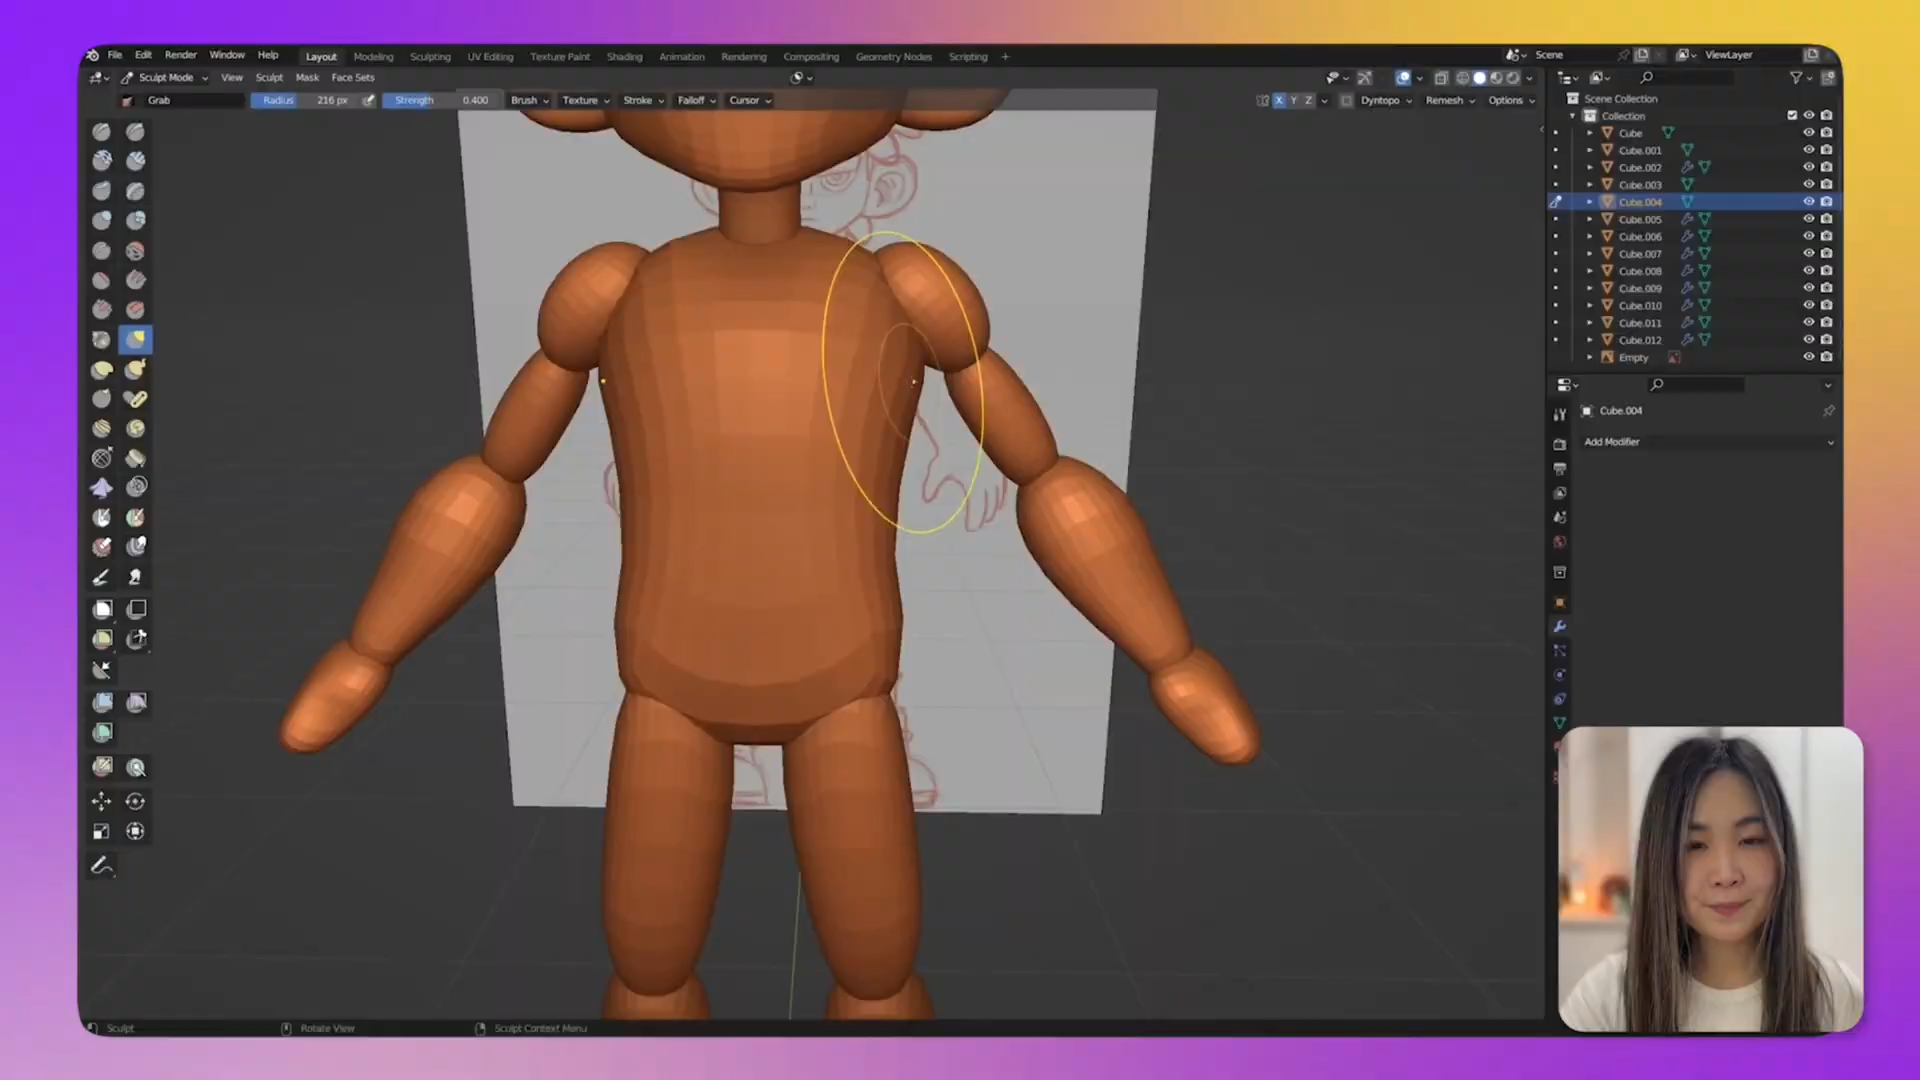 File Edit Render Window Help Layout Modeling Sculpting UV Editing Texture Paint Shading Animation Rendering Compositing Geometry Nodes Scripting + Scene ViewLayer
Sculpt Mode View Sculpt Mask Face Sets
Grab Radius 216 px Strength 0.400 Brush Texture Stroke Falloff Cursor X Y Z Dyntopo Remesh Options
Scene Collection
Collection
Cube
Cube.001
Cube.002
Cube.003
Cube.004
Cube.005
Cube.006
Cube.007
Cube.008
Cube.009
Cube.010
Cube.011
Cube.012
Empty
Cube.004
Add Modifier
Sculpt Rotate View Sculpt Context Menu